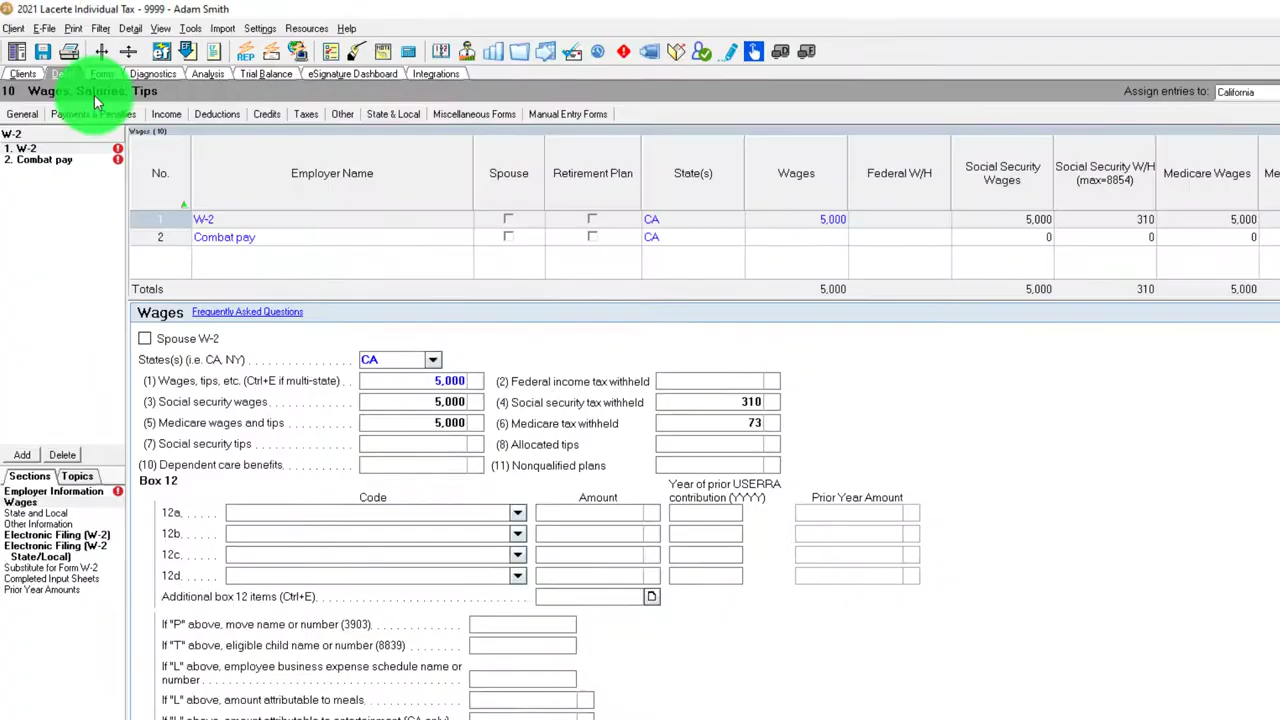 2021 Lacerte Individual Tax - 9999 - Adam Smith
Client E-File Print Filter Detail View Tools Import Settings Resources Help
Clients Forms Diagnostics Analysis Trial Balance eSignature Dashboard Integrations
10 Wages, Salaries, Tips Assign entries to: California
General Payments & Penalties Income Deductions Credits Taxes Other State & Local Miscellaneous Forms Manual Entry Forms
W-2
1. W-2
2. Combat pay
Wages (10)
No. Employer Name Spouse Retirement Plan State(s) Wages Federal W/H Social Security Wages Social Security W/H (max=8854) Medicare Wages
1 W-2 CA 5,000 5,000 310 5,000
2 Combat pay CA 0 0 0
Totals 5,000 5,000 310 5,000
Wages Frequently Asked Questions
Spouse W-2
States(s) (i.e. CA, NY) CA
(1) Wages, tips, etc. (Ctrl+E if multi-state) 5,000 (2) Federal income tax withheld
(3) Social security wages 5,000 (4) Social security tax withheld 310
(5) Medicare wages and tips 5,000 (6) Medicare tax withheld 73
(7) Social security tips (8) Allocated tips
(10) Dependent care benefits (11) Nonqualified plans
Box 12
Code Amount Year of prior USERRA contribution (YYYY) Prior Year Amount
12a
12b
12c
12d
Additional box 12 items (Ctrl+E)
If "P" above, move name or number (3903)
If "T" above, eligible child name or number (8839)
If "L" above, employee business expense schedule name or
number
If "L" above, amount attributable to meals
Add Delete
Sections Topics
Employer Information
Wages
State and Local
Other Information
Electronic Filing (W-2)
Electronic Filing (W-2
State/Local)
Substitute for Form W-2
Completed Input Sheets
Prior Year Amounts